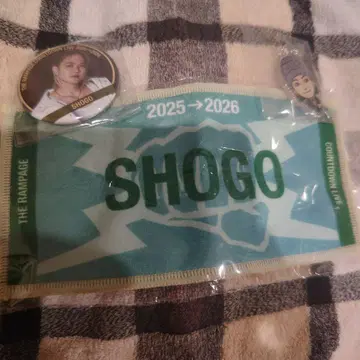 SHOGO
2025→2026
SHOGO
THE RAMPAGE
COUNTDOWN LIVE